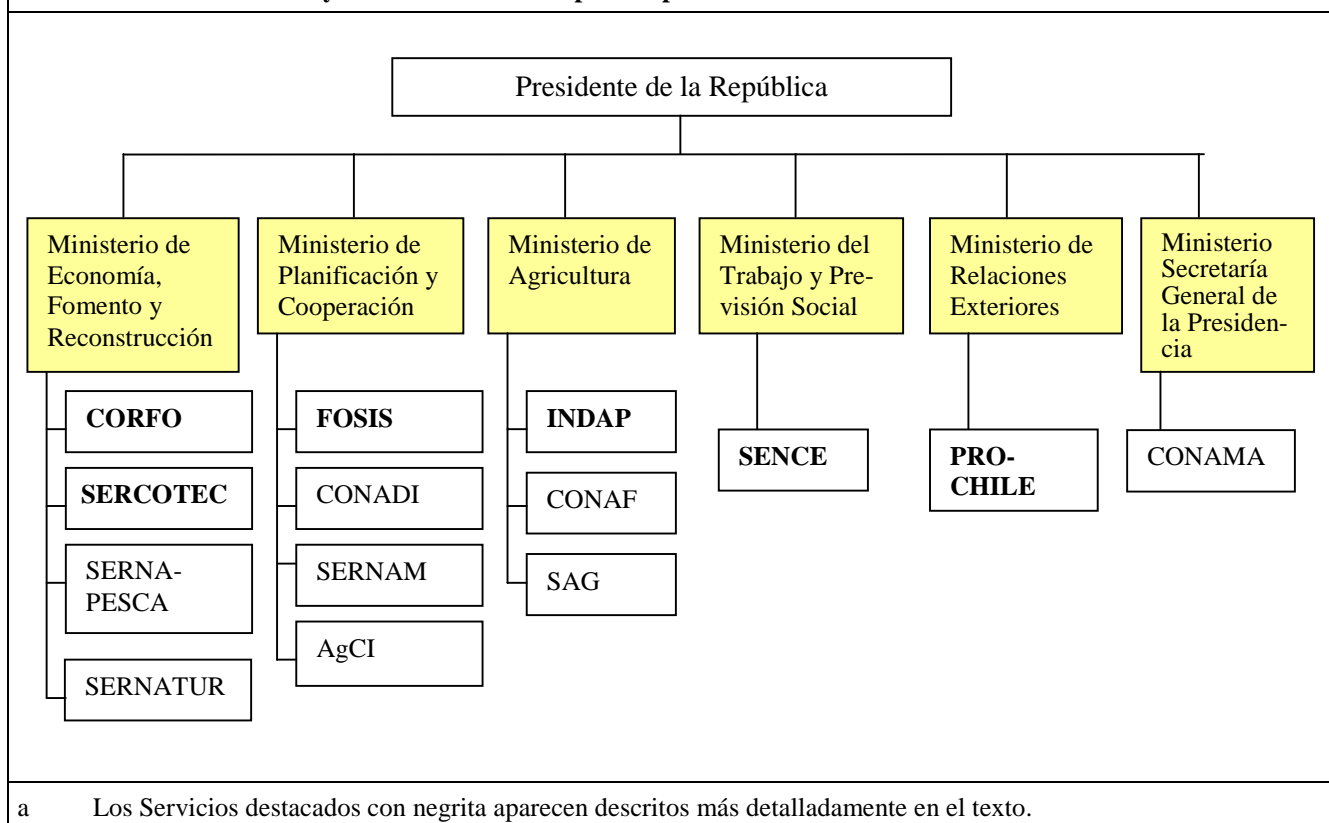 Presidente de la República
Ministerio de
Economía,
Fomento y
Reconstrucción
CORFO
SERCOTEC
SERNA-
PESCA
SERNATUR
Ministerio de
Planificación y
Cooperación
FOSIS
CONADI
SERNAM
AgCI
Ministerio de
Agricultura
INDAP
CONAF
SAG
Ministerio del
Trabajo y Pre-
visión Social
SENCE
Ministerio de
Relaciones
Exteriores
PRO-
CHILE
Ministerio
Secretaría
General de
la Presiden-
cia
CONAMA
a Los Servicios destacados con negrita aparecen descritos más detalladamente en el texto.